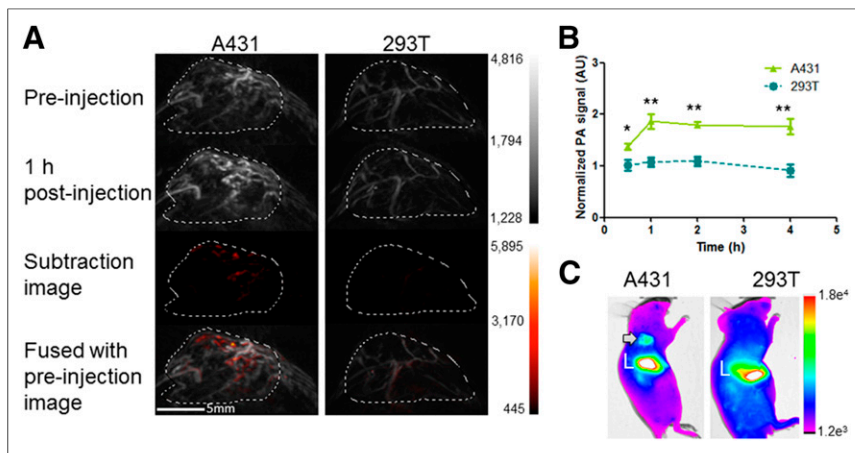 A
A431
293T
Pre-injection
1 h
post-injection
Subtraction
image
Fused with
pre-injection
image
5mm
4,816
1,794
1,228
5,895
3,170
445
B
Normalized PA signal (AU)
3
2
1
0
0
1
2
3
4
5
Time (h)
A431
293T
*
**
**
**
C
A431
293T
L
L
1.8e⁴
1.2e³